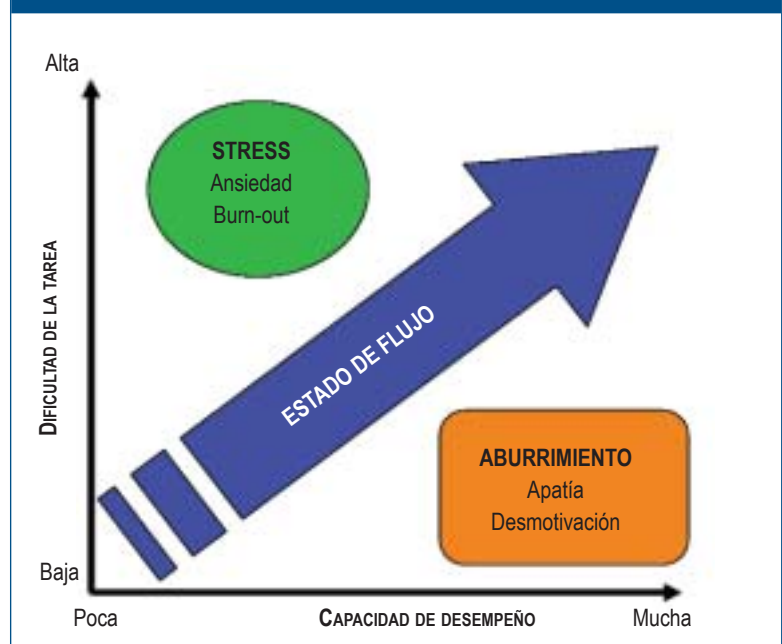 Alta
STRESS
Ansiedad
Burn-out
DIFICULTAD DE LA TAREA
ESTADO DE FLUJO
ABURRIMIENTO
Apatía
Desmotivación
Baja
Poca
CAPACIDAD DE DESEMPEÑO
Mucha